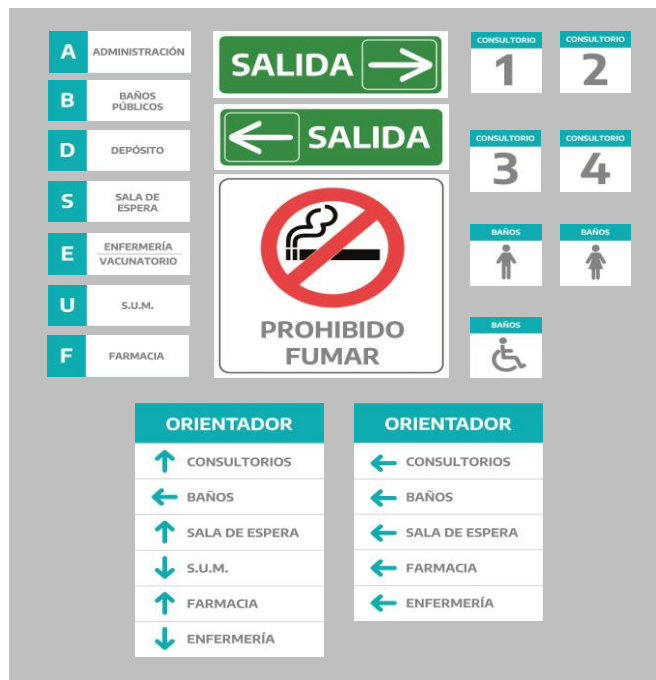 A ADMINISTRACIÓN
B BAÑOS
PÚBLICOS
D DEPÓSITO
S SALA DE
ESPERA
E ENFERMERÍA
VACUNATORIO
U S.U.M.
F FARMACIA
SALIDA
SALIDA
PROHIBIDO
FUMAR
CONSULTORIO
1
CONSULTORIO
2
CONSULTORIO
3
CONSULTORIO
4
BAÑOS
BAÑOS
BAÑOS
ORIENTADOR
CONSULTORIOS
BAÑOS
SALA DE ESPERA
S.U.M.
FARMACIA
ENFERMERÍA
ORIENTADOR
CONSULTORIOS
BAÑOS
SALA DE ESPERA
FARMACIA
ENFERMERÍA